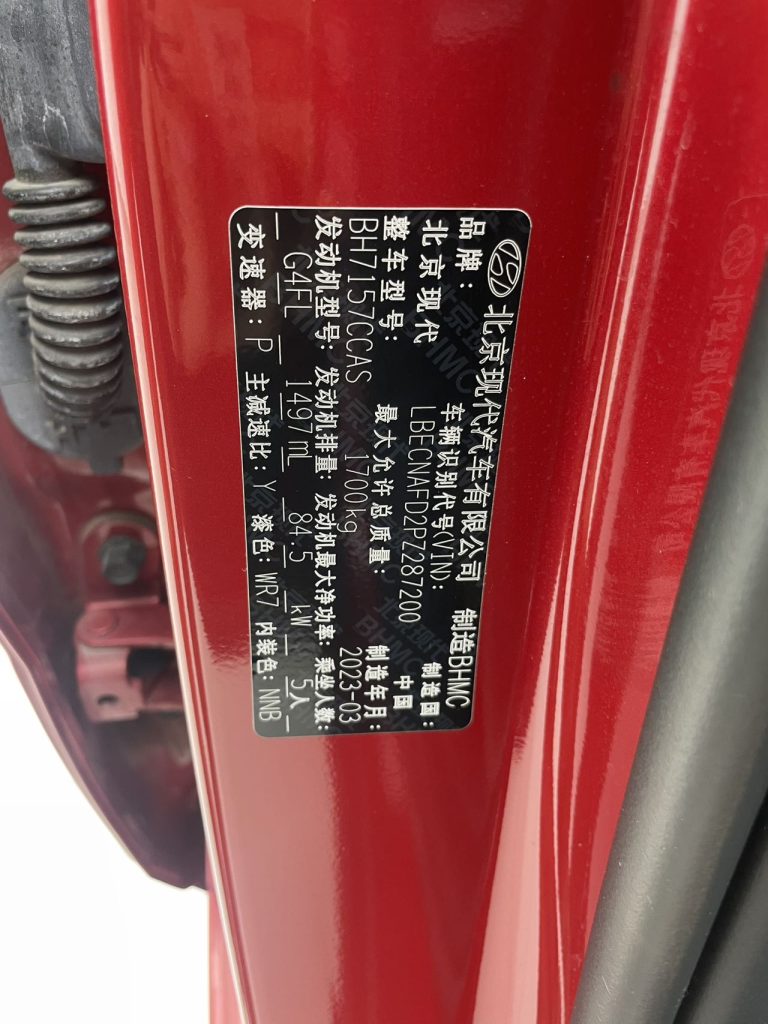 北京现代汽车有限公司 制造BHMC
品牌: 车辆识别代号(VIN): 制造国:
北京现代 LBECNAFD2PZ287200 中国
整车型号: 最大允许总质量: 制造年月:
BH7157CCAS 1700kg 2023-03
发动机型号: 发动机排量: 发动机最大净功率: 乘坐人数:
G4FL 1497mL 84.5 kW 5人
变速器: P 主减速比: Y 漆色: WR7 内装色: NNB